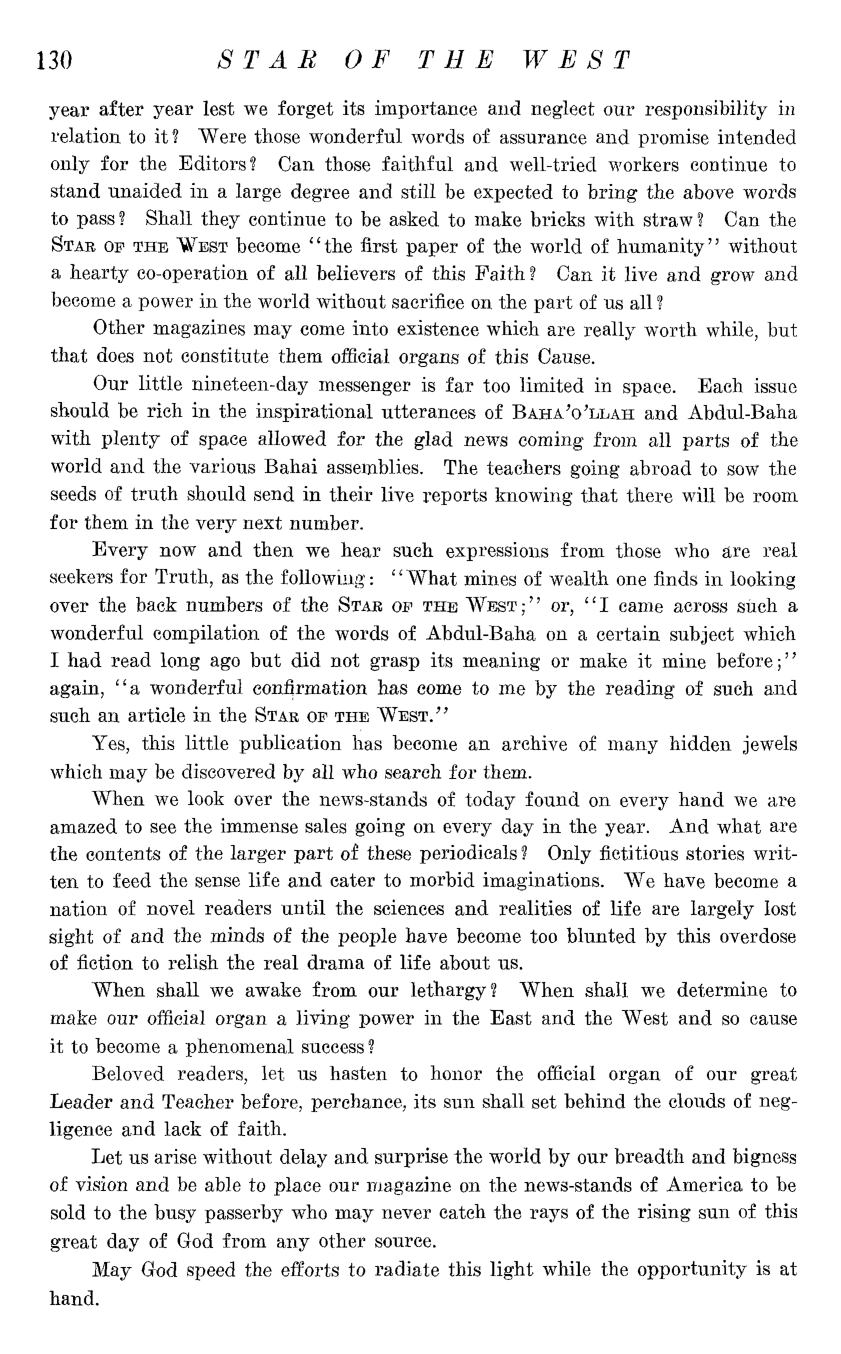 130 STAR OF THE WEST
year after year lest we forget its importance and neglect our responsibility in
relation to it? Were those wonderful words of assurance and promise intended
only for the Editors? Can those faithful and well-tried workers continue to
stand unaided in a large degree and still be expected to bring the above words
to pass? Shall they continue to be asked to make bricks with straw? Can the
STAR OF THE WEST become "the first paper of the world of humanity" without
a hearty co-operation of all believers of this Faith? Can it live and grow and
become a power in the world without sacrifice on the part of us all?
Other magazines may come into existence which are really worth while, but
that does not constitute them official organs of this Cause.
Our little nineteen-day messenger is far too limited in space. Each issue
should be rich in the inspirational utterances of BAHA'O'LLAH and Abdul-Baha
with plenty of space allowed for the glad news coming from all parts of the
world and the various Bahai assemblies. The teachers going abroad to sow the
seeds of truth should send in their live reports knowing that there will be room
for them in the very next number.
Every now and then we hear such expressions from those who are real
seekers for Truth, as the following: "What mines of wealth one finds in looking
over the back numbers of the STAR OF THE WEST;" or, "I came across such a
wonderful compilation of the words of Abdul-Baha on a certain subject which
I had read long ago but did not grasp its meaning or make it mine before;"
again, "a wonderful confirmation has come to me by the reading of such and
such an article in the STAR OF THE WEST."
Yes, this little publication has become an archive of many hidden jewels
which may be discovered by all who search for them.
When we look over the news-stands of today found on every hand we are
amazed to see the immense sales going on every day in the year. And what are
the contents of the larger part of these periodicals? Only fictitious stories writ-
ten to feed the sense life and cater to morbid imaginations. We have become a
nation of novel readers until the sciences and realities of life are largely lost
sight of and the minds of the people have become too blunted by this overdose
of fiction to relish the real drama of life about us.
When shall we awake from our lethargy? When shall we determine to
make our official organ a living power in the East and the West and so cause
it to become a phenomenal success?
Beloved readers, let us hasten to honor the official organ of our great
Leader and Teacher before, perchance, its sun shall set behind the clouds of neg-
ligence and lack of faith.
Let us arise without delay and surprise the world by our breadth and bigness
of vision and be able to place our magazine on the news-stands of America to be
sold to the busy passerby who may never catch the rays of the rising sun of this
great day of God from any other source.
May God speed the efforts to radiate this light while the opportunity is at
hand.